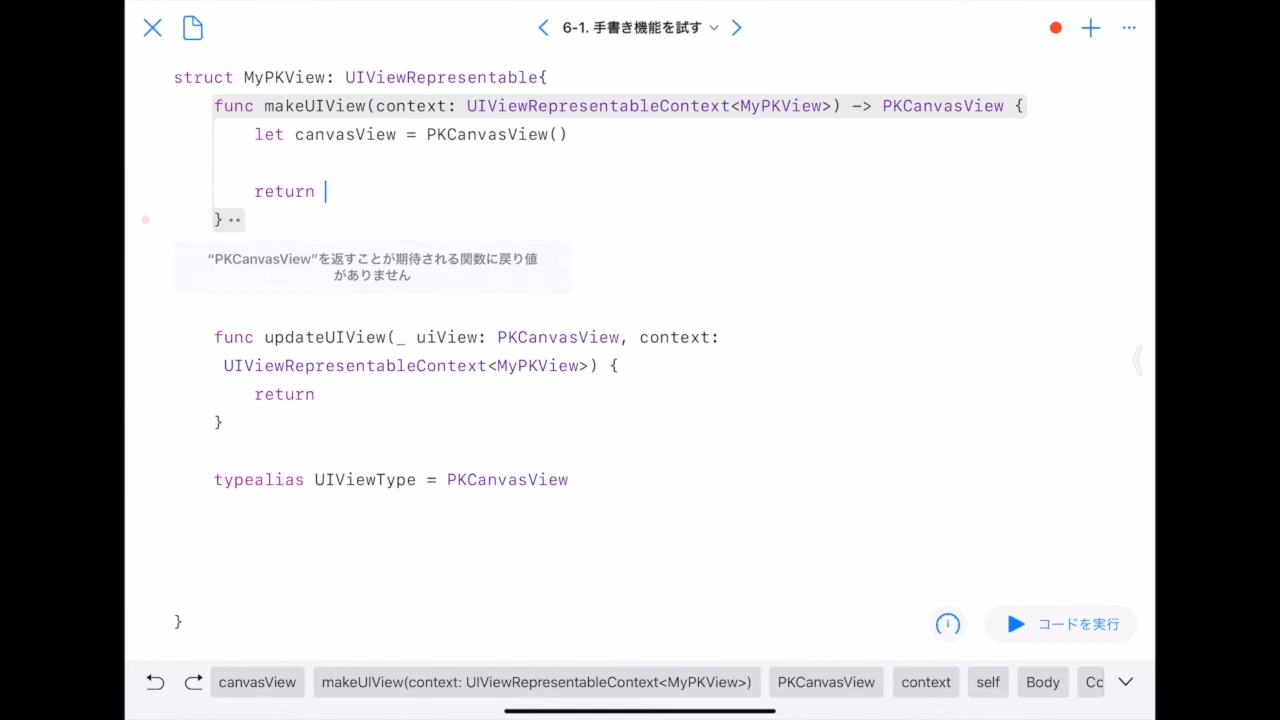 6-1. 手書き機能を試す
struct MyPKView: UIViewRepresentable{
func makeUIView(context: UIViewRepresentableContext<MyPKView>) -> PKCanvasView {
let canvasView = PKCanvasView()
return
}
“PKCanvasView”を返すことが期待される関数に戻り値
がありません
func updateUIView(_ uiView: PKCanvasView, context:
UIViewRepresentableContext<MyPKView>) {
return
}
typealias UIViewType = PKCanvasView
}
コードを実行
canvasView makeUIView(context: UIViewRepresentableContext<MyPKView>) PKCanvasView context self Body Cc